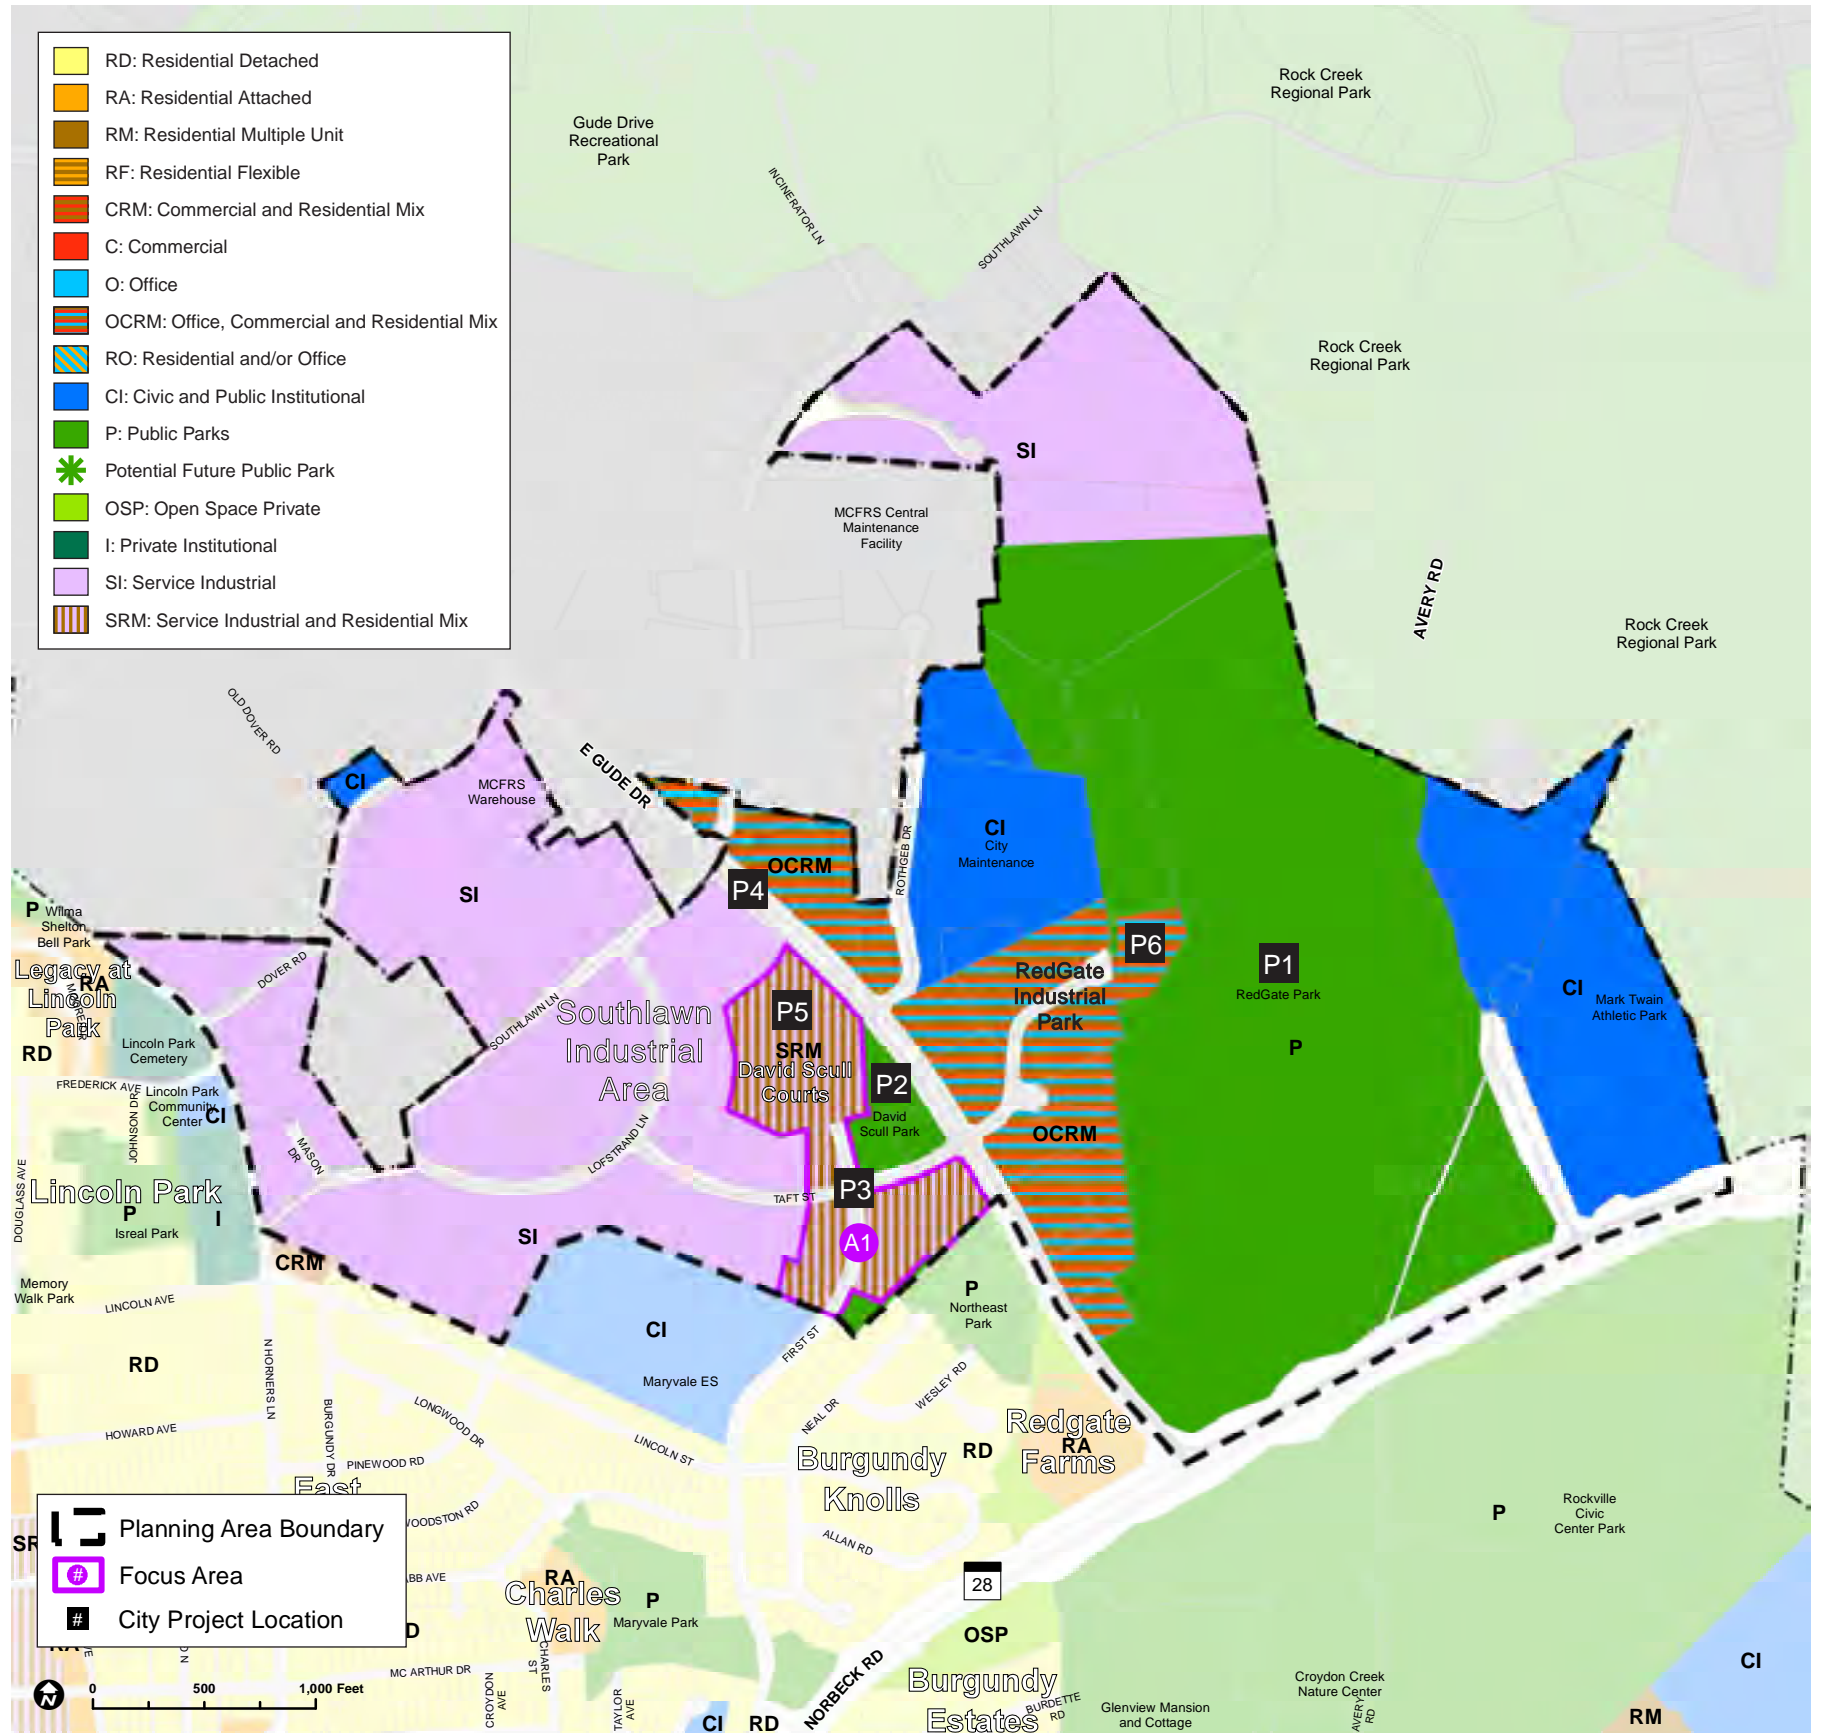 RD: Residential Detached
RA: Residential Attached
RM: Residential Multiple Unit
RF: Residential Flexible
CRM: Commercial and Residential Mix
C: Commercial
O: Office
OCRM: Office, Commercial and Residential Mix
RO: Residential and/or Office
CI: Civic and Public Institutional
P: Public Parks
Potential Future Public Park
OSP: Open Space Private
I: Private Institutional
SI: Service Industrial
SRM: Service Industrial and Residential Mix
Rock Creek
Regional Park
Gude Drive
Recreational
Park
INCINERATOR LN
SOUTHLAWN LN
Rock Creek
Regional Park
SI
MCFRS Central
Maintenance
Facility
AVERY RD
Rock Creek
Regional Park
OLD DOVER RD
E GUDE DR
CI
MCFRS
Warehouse
ROTHGEB DR
CI
City
Maintenance
OCRM
P4
SI
P
Wilma
Shelton
Bell Park
Legacy at
Lincoln
Park
RA
RD
DOVER RD
SOUTHLAWN LN
Southlawn
Industrial
Area
P5
SRM
David Scull
Courts
P6
RedGate
Industrial
Park
P1
RedGate Park
P
CI
Mark Twain
Athletic Park
Lincoln Park
Cemetery
FREDERICK AVE
JOHNSON DR
Lincoln Park
Community
Center
CI
P2
David
Scull Park
OCRM
MASON
DR
LOFSTRAND LN
TAFT ST
P3
A1
DOUGLASS AVE
Lincoln Park
P
Isreal Park
I
SI
CRM
Memory
Walk Park
LINCOLN AVE
P
Northeast
Park
CI
Maryvale ES
FIRST ST
RD
N HORNERS LN
HOWARD AVE
BURGUNDY DR
LONGWOOD DR
PINEWOOD RD
LINCOLN ST
NEAL DR
WESLEY RD
Burgundy
Knolls
RD
Redgate
Farms
RA
East
ALLAN RD
P
Rockville
Civic
Center Park
Planning Area Boundary
# Focus Area
# City Project Location
28
RA
Charles
Walk
P
Maryvale Park
OSP
NORBECK RD
MC ARTHUR DR
CROYDON
AVE
CHARLES
ST
TAYLOR
AVE
Burgundy
Estates
BURDETTE
RD
Croydon Creek
Nature Center
Glenview Mansion
and Cottage
AVERY
RD
CI
RM
CI
RD
N
0 500 1,000 Feet